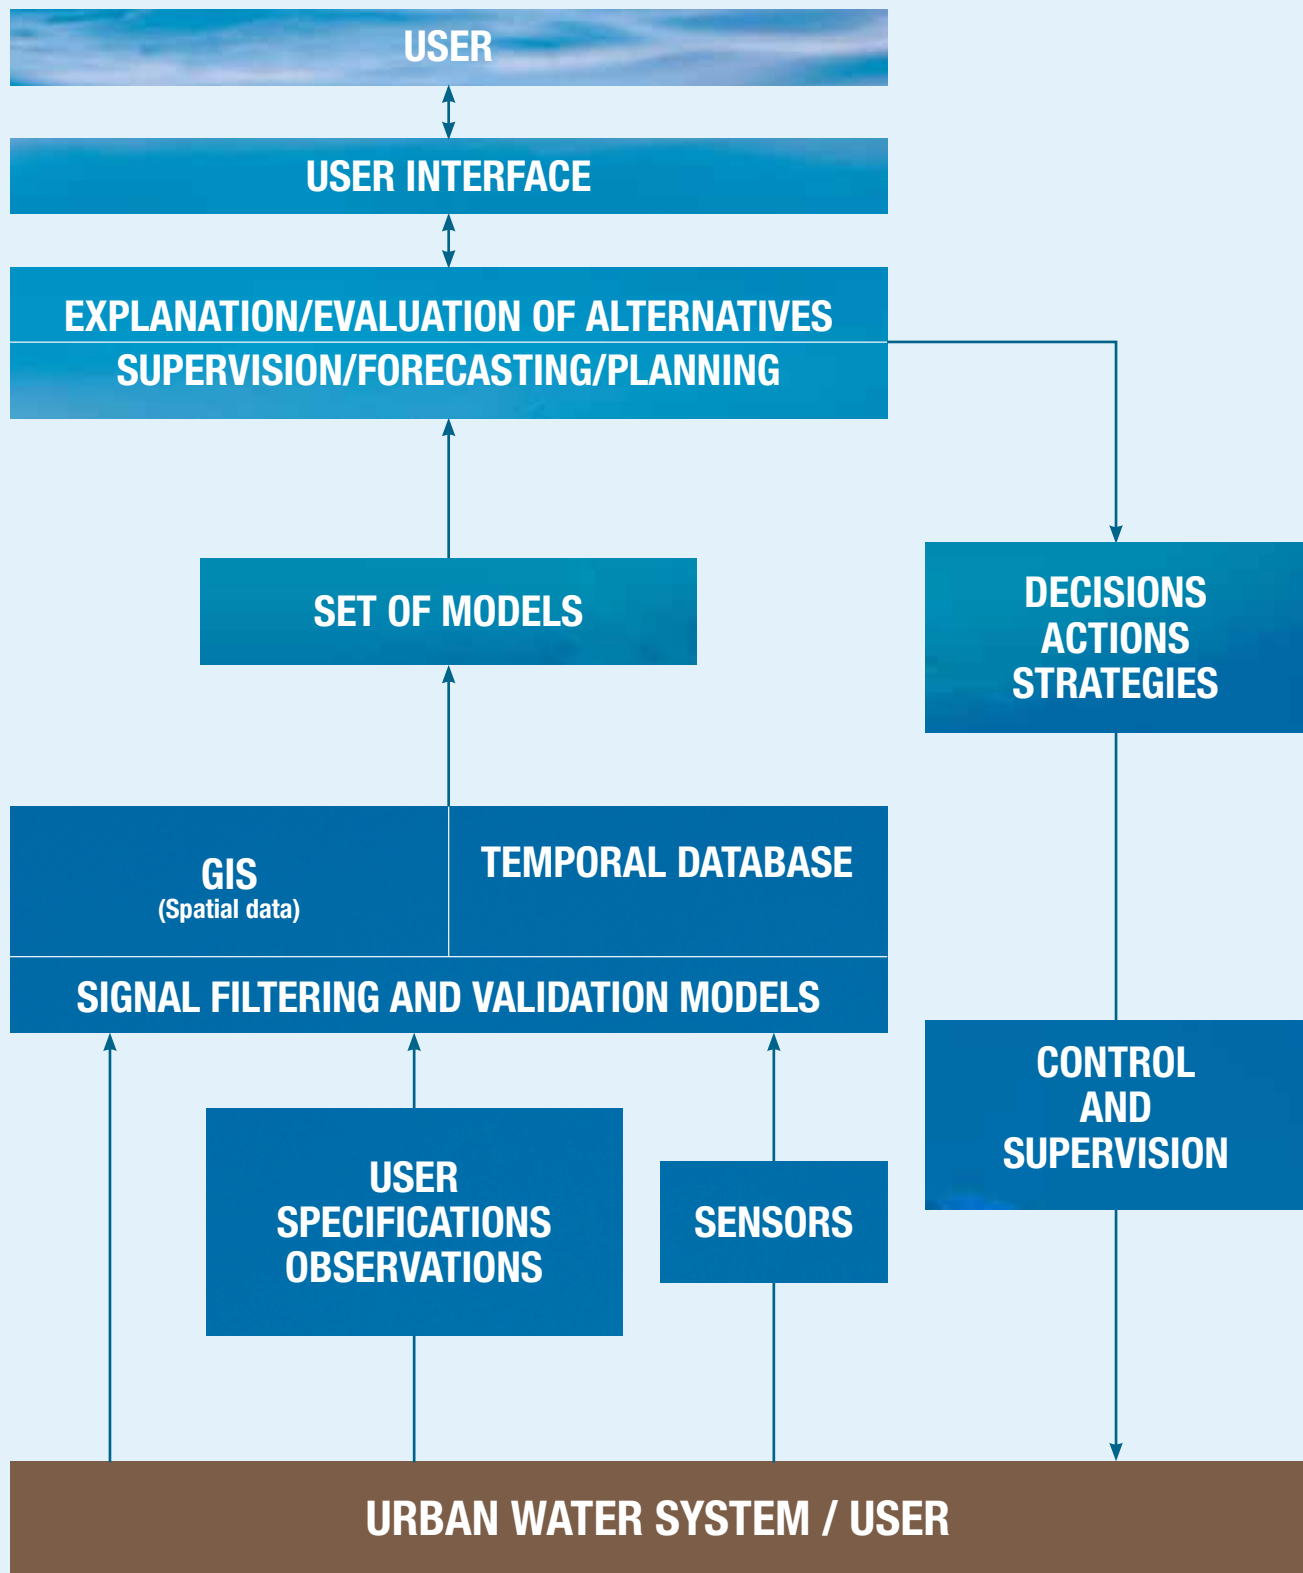 USER
USER INTERFACE
EXPLANATION/EVALUATION OF ALTERNATIVES
SUPERVISION/FORECASTING/PLANNING
SET OF MODELS
DECISIONS
ACTIONS
STRATEGIES
GIS
(Spatial data)
TEMPORAL DATABASE
SIGNAL FILTERING AND VALIDATION MODELS
USER
SPECIFICATIONS
OBSERVATIONS
SENSORS
CONTROL
AND
SUPERVISION
URBAN WATER SYSTEM / USER